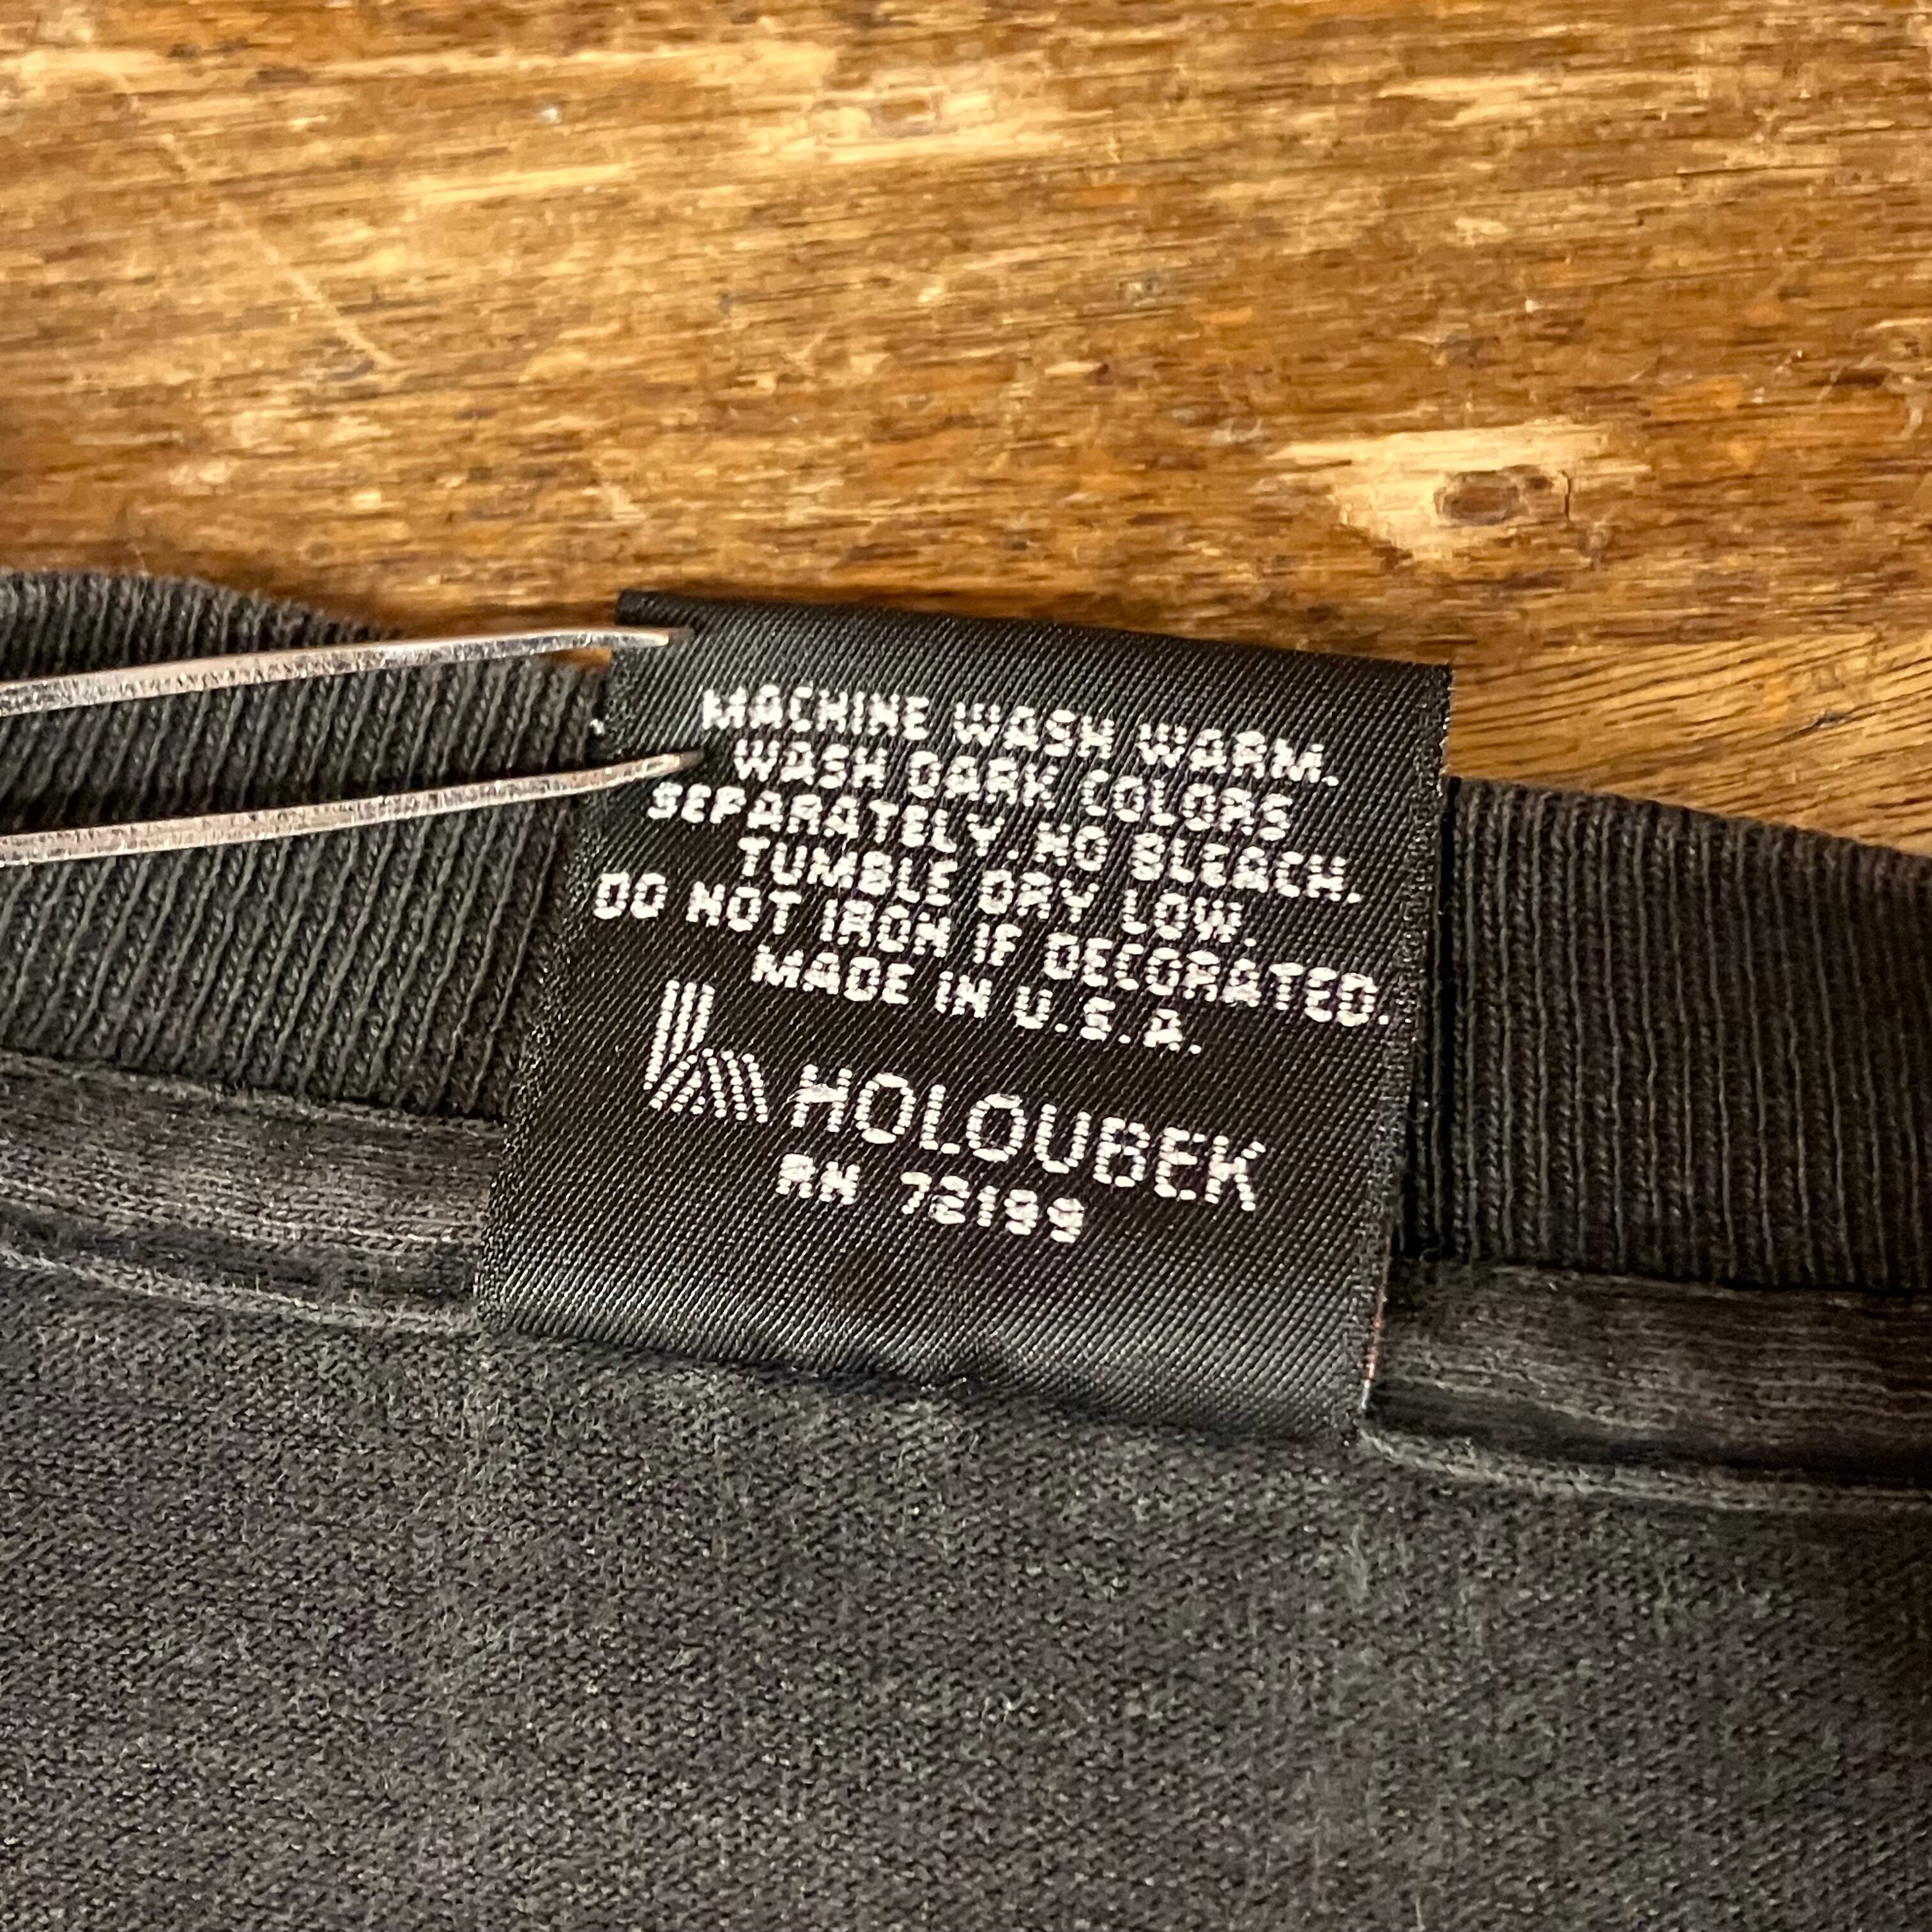 MACHINE WASH WARM.
WASH DARK COLORS
SEPARATELY. NO BLEACH.
TUMBLE DRY LOW.
DO NOT IRON IF DECORATED.
MADE IN U.S.A.
HOLOUBEK
RN 72199